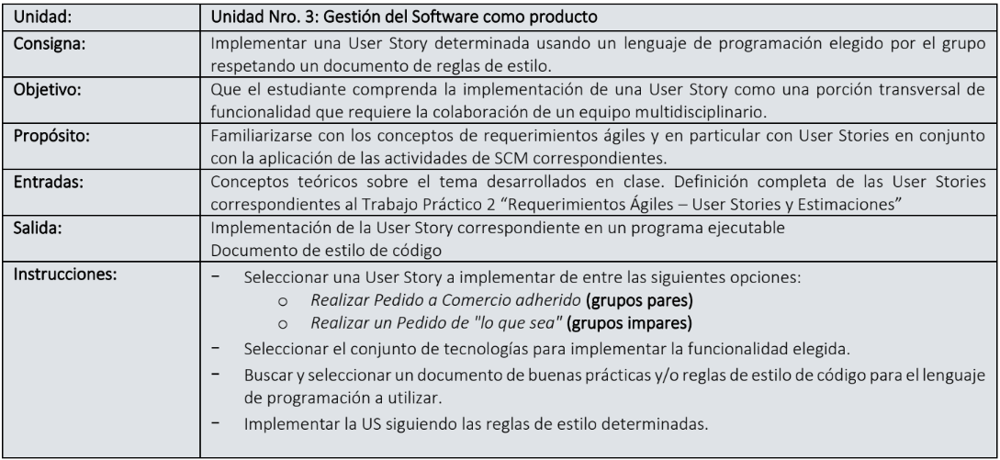 Unidad: Unidad Nro. 3: Gestión del Software como producto
Consigna: Implementar una User Story determinada usando un lenguaje de programación elegido por el grupo
respetando un documento de reglas de estilo.
Objetivo: Que el estudiante comprenda la implementación de una User Story como una porción transversal de
funcionalidad que requiere la colaboración de un equipo multidisciplinario.
Propósito: Familiarizarse con los conceptos de requerimientos ágiles y en particular con User Stories en conjunto
con la aplicación de las actividades de SCM correspondientes.
Entradas: Conceptos teóricos sobre el tema desarrollados en clase. Definición completa de las User Stories
correspondientes al Trabajo Práctico 2 “Requerimientos Ágiles – User Stories y Estimaciones”
Salida: Implementación de la User Story correspondiente en un programa ejecutable
Documento de estilo de código
Instrucciones: - Seleccionar una User Story a implementar de entre las siguientes opciones:
o Realizar Pedido a Comercio adherido (grupos pares)
o Realizar un Pedido de "lo que sea" (grupos impares)
- Seleccionar el conjunto de tecnologías para implementar la funcionalidad elegida.
- Buscar y seleccionar un documento de buenas prácticas y/o reglas de estilo de código para el lenguaje
de programación a utilizar.
- Implementar la US siguiendo las reglas de estilo determinadas.